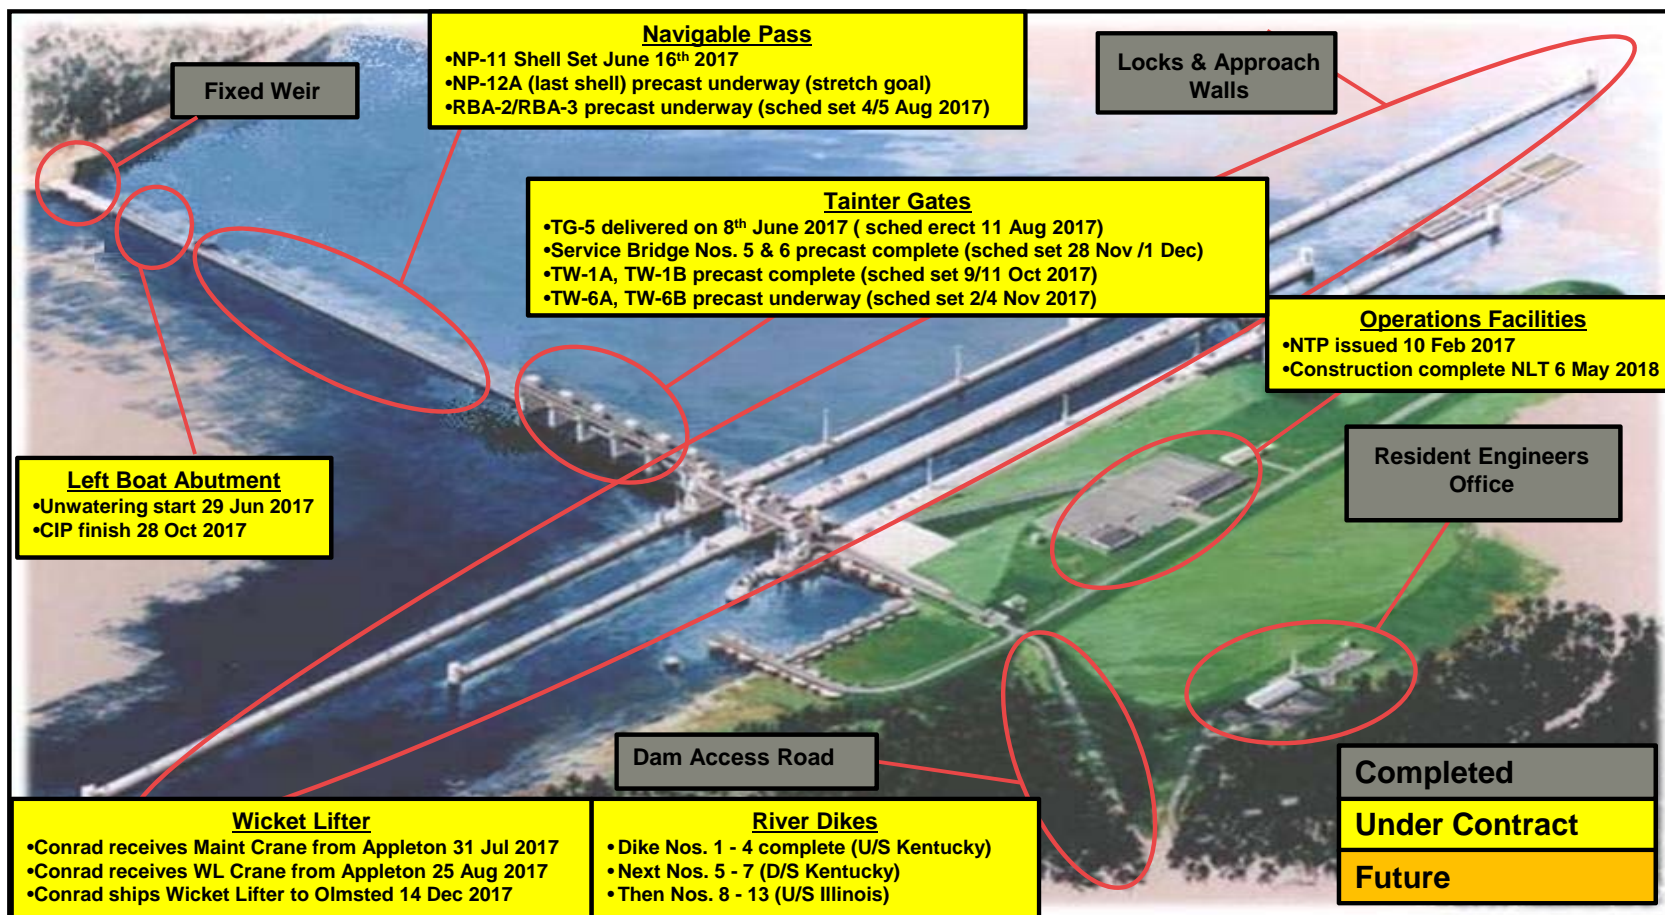 Navigable Pass
•NP-11 Shell Set June 16th 2017
•NP-12A (last shell) precast underway (stretch goal)
•RBA-2/RBA-3 precast underway (sched set 4/5 Aug 2017)
Fixed Weir
Locks & Approach
Walls
Tainter Gates
•TG-5 delivered on 8th June 2017 ( sched erect 11 Aug 2017)
•Service Bridge Nos. 5 & 6 precast complete (sched set 28 Nov /1 Dec)
•TW-1A, TW-1B precast complete (sched set 9/11 Oct 2017)
•TW-6A, TW-6B precast underway (sched set 2/4 Nov 2017)
Operations Facilities
•NTP issued 10 Feb 2017
•Construction complete NLT 6 May 2018
Left Boat Abutment
•Unwatering start 29 Jun 2017
•CIP finish 28 Oct 2017
Resident Engineers
Office
Dam Access Road
Wicket Lifter
•Conrad receives Maint Crane from Appleton 31 Jul 2017
•Conrad receives WL Crane from Appleton 25 Aug 2017
•Conrad ships Wicket Lifter to Olmsted 14 Dec 2017
River Dikes
•Dike Nos. 1 - 4 complete (U/S Kentucky)
•Next Nos. 5 - 7 (D/S Kentucky)
•Then Nos. 8 - 13 (U/S Illinois)
Completed
Under Contract
Future